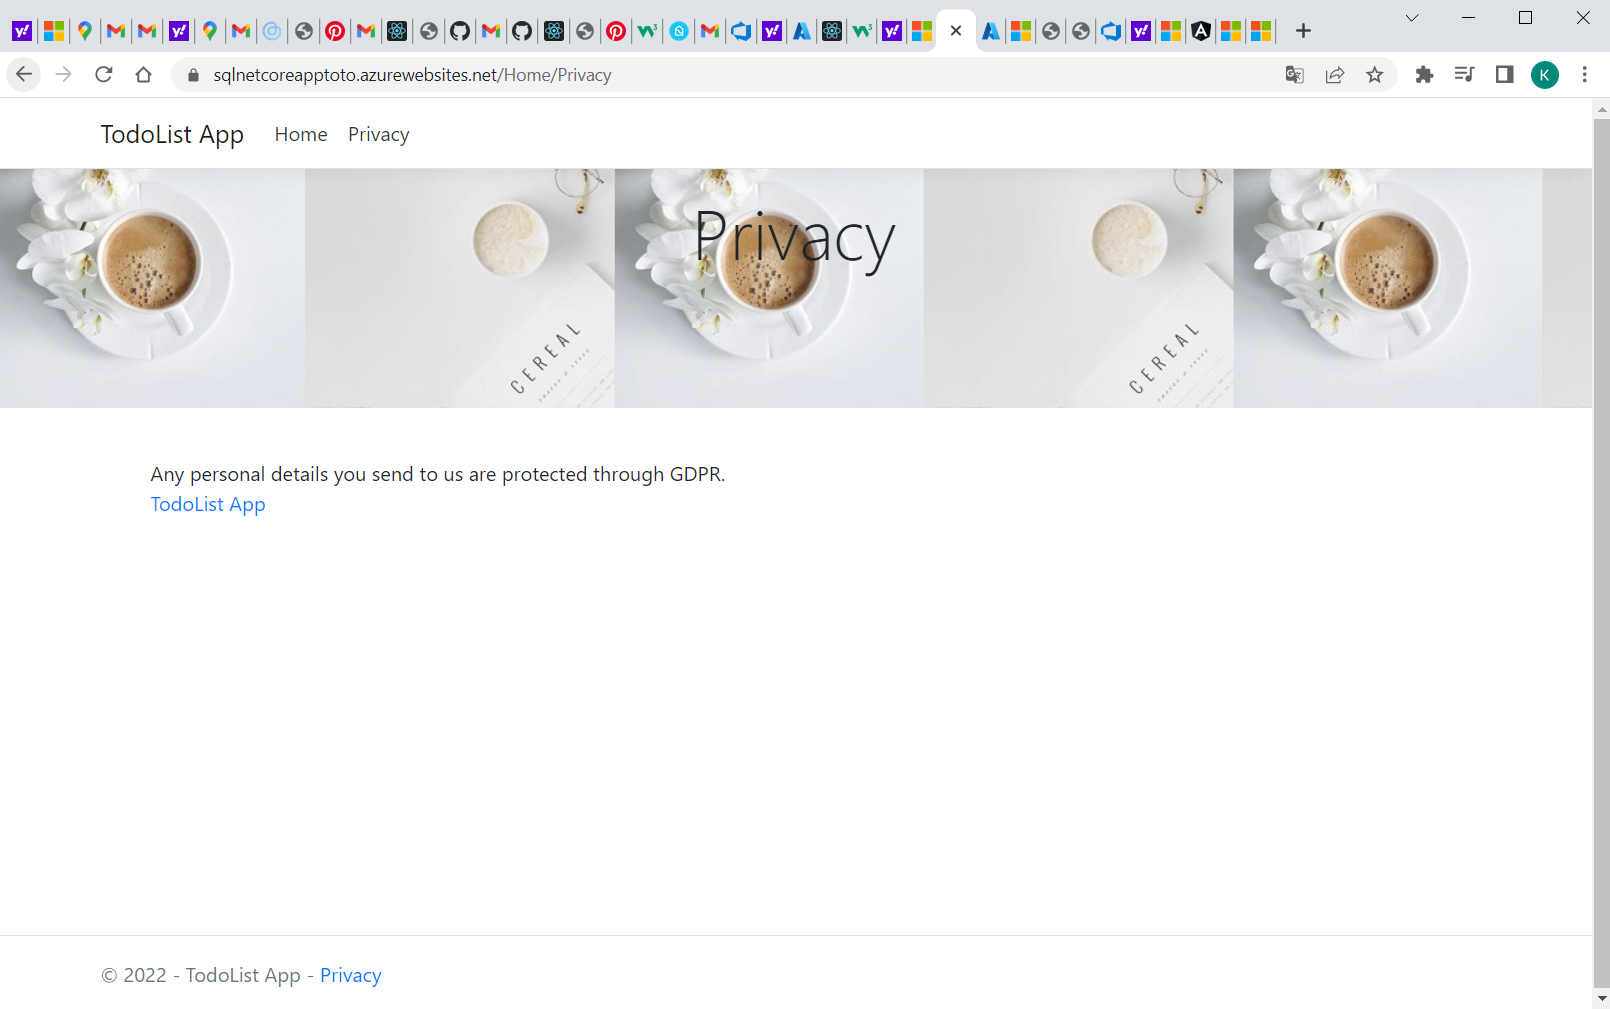 sqlnetcoreapptoto.azurewebsites.net/Home/Privacy
K
TodoList App Home Privacy
Privacy
CEREAL
CEREAL
Any personal details you send to us are protected through GDPR.
TodoList App
© 2022 - TodoList App - Privacy